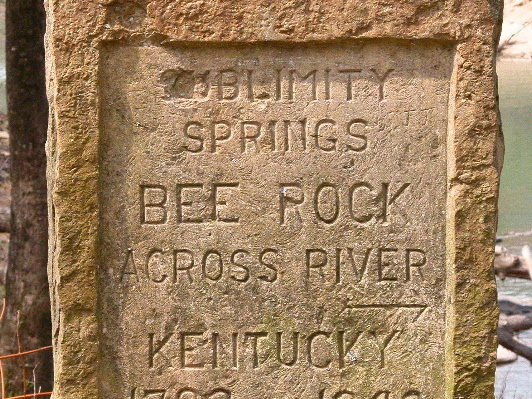 SUBLIMITY
SPRINGS
BEE ROCK
ACROSS RIVER
KENTUCKY